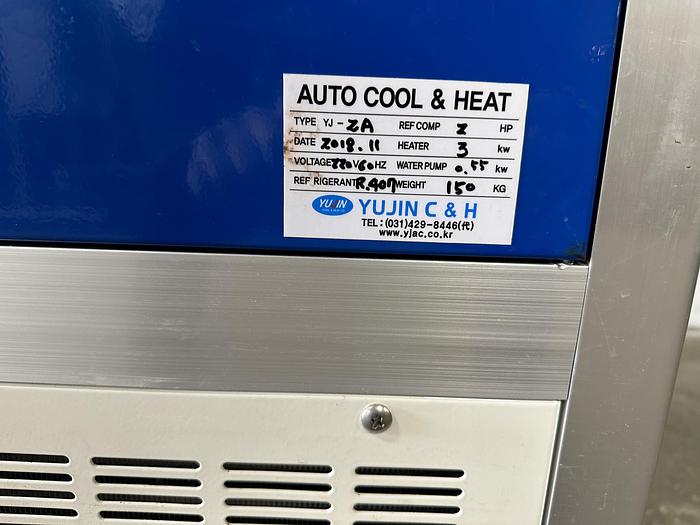 AUTO COOL & HEAT
TYPE YJ-2A REF COMP 2 HP
DATE 2018.11 HEATER 3 kw
VOLTAGE 220V60HZ WATER PUMP 0.55 kw
REF RIGERANT R.407 WEIGHT 150 KG
YUJIN YUJIN C & H
TEL:(031)429-8446(代)
www.yjac.co.kr